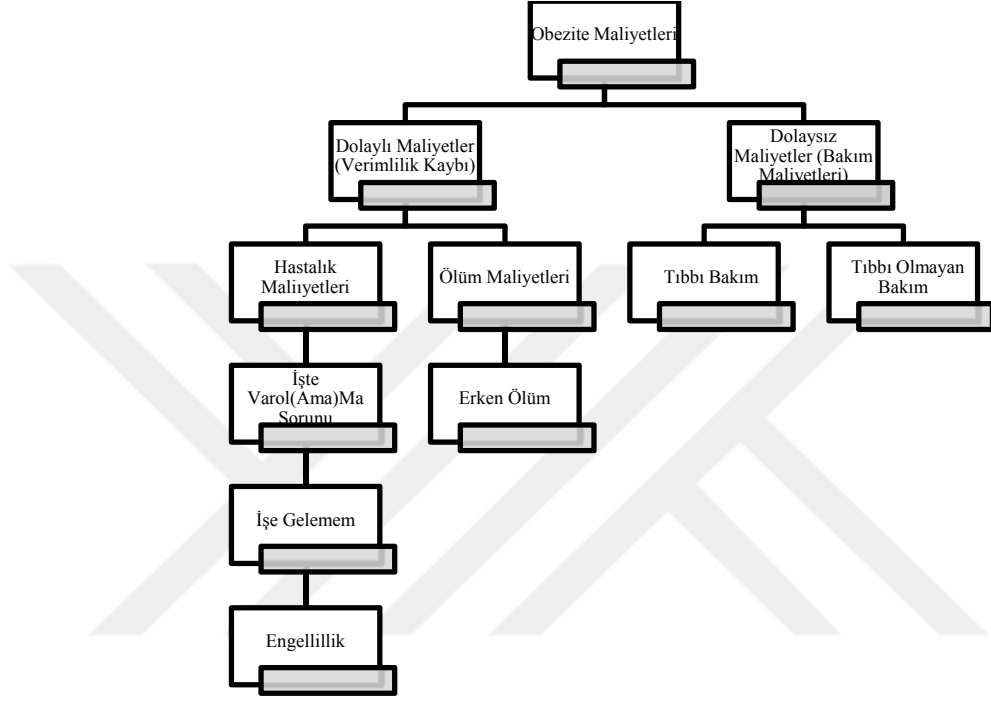 Obezite Maliyetleri
Dolaylı Maliyetler
(Verimlilik Kaybı)
Dolaysız
Maliyetler (Bakım
Maliyetleri)
Hastalık
Maliıyetleri
Ölüm Maliyetleri
Tıbbı Bakım
Tıbbı Olmayan
Bakım
İşte
Varol(Ama)Ma
Sorunu
Erken Ölüm
İşe Gelemem
Engellillik